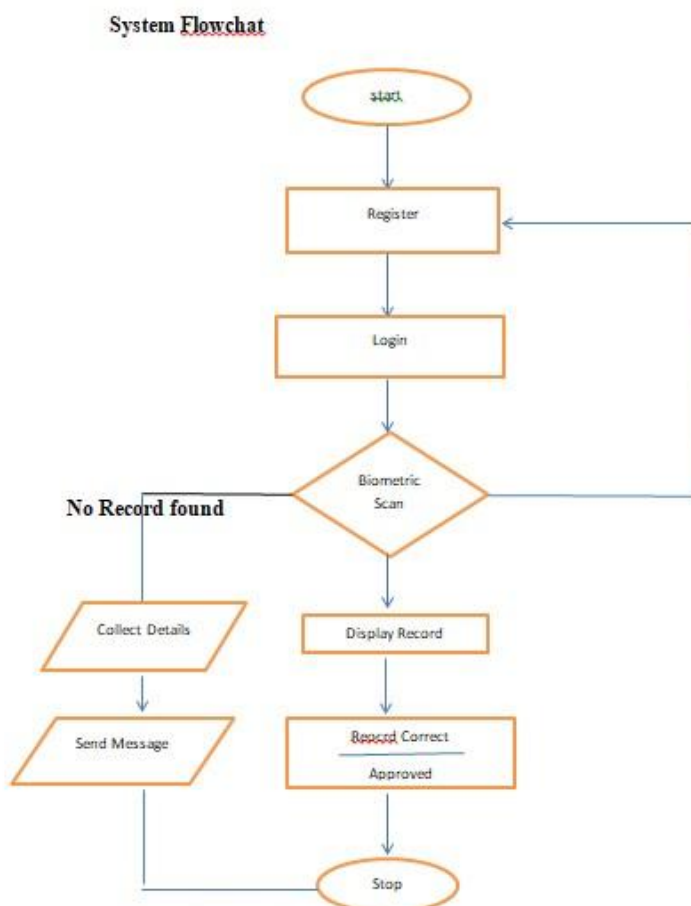 System Flowchat
start
Register
Login
Biometric
Scan
No Record found
Collect Details
Display Record
Send Message
Repcrd Correct
Approved
Stop